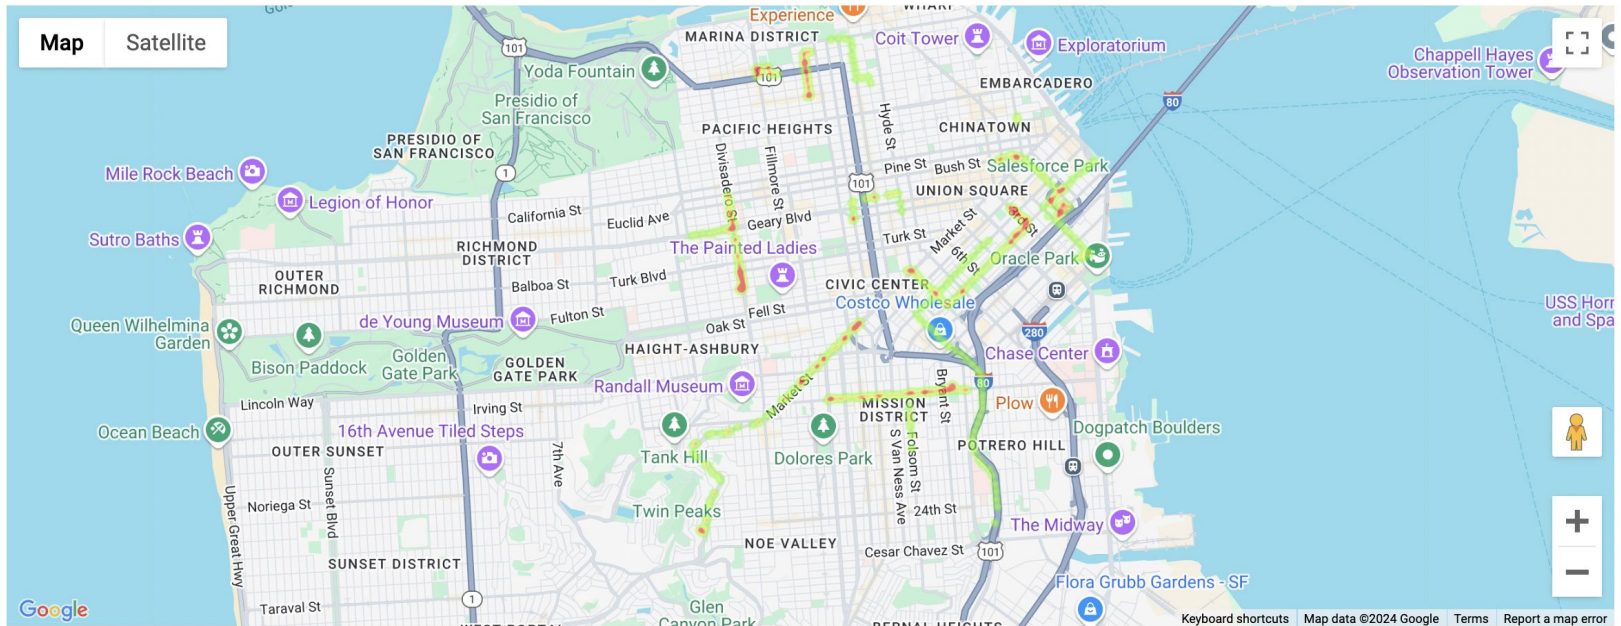 Map
Satellite
Experience
MARINA DISTRICT
Coit Tower
Exploratorium
Chappell Hayes
Observation Tower
101
Yoda Fountain
101
EMBARCADERO
80
Presidio of
San Francisco
Hyde St
PACIFIC HEIGHTS
CHINATOWN
PRESIDIO OF
SAN FRANCISCO
Divisadero St
Fillmore St
Pine St
Bush St
Salesforce Park
Mile Rock Beach
1
101
UNION SQUARE
Legion of Honor
California St
Euclid Ave
Geary Blvd
Market St
3rd St
Sutro Baths
Turk St
RICHMOND
DISTRICT
The Painted Ladies
6th St
Oracle Park
OUTER
RICHMOND
Turk Blvd
Balboa St
CIVIC CENTER
Costco Wholesale
USS Horn
and Spa
Queen Wilhelmina
Garden
de Young Museum
Fulton St
Fell St
Oak St
280
Bison Paddock
Golden
Gate Park
GOLDEN
GATE PARK
HAIGHT-ASHBURY
Chase Center
Randall Museum
Market St
Bryant St
80
Lincoln Way
Irving St
MISSION
DISTRICT
Plow
Ocean Beach
16th Avenue Tiled Steps
Dogpatch Boulders
OUTER SUNSET
7th Ave
Tank Hill
Dolores Park
S Van Ness Ave
Folsom St
POTRERO HILL
Sunset Blvd
Upper Great Hwy
Noriega St
Twin Peaks
24th St
The Midway
NOE VALLEY
Cesar Chavez St
101
SUNSET DISTRICT
Flora Grubb Gardens - SF
1
Taraval St
Glen
Canyon Park
Google
WEST PORTAL
BERNAL HEIGHTS
Keyboard shortcuts
Map data ©2024 Google
Terms
Report a map error